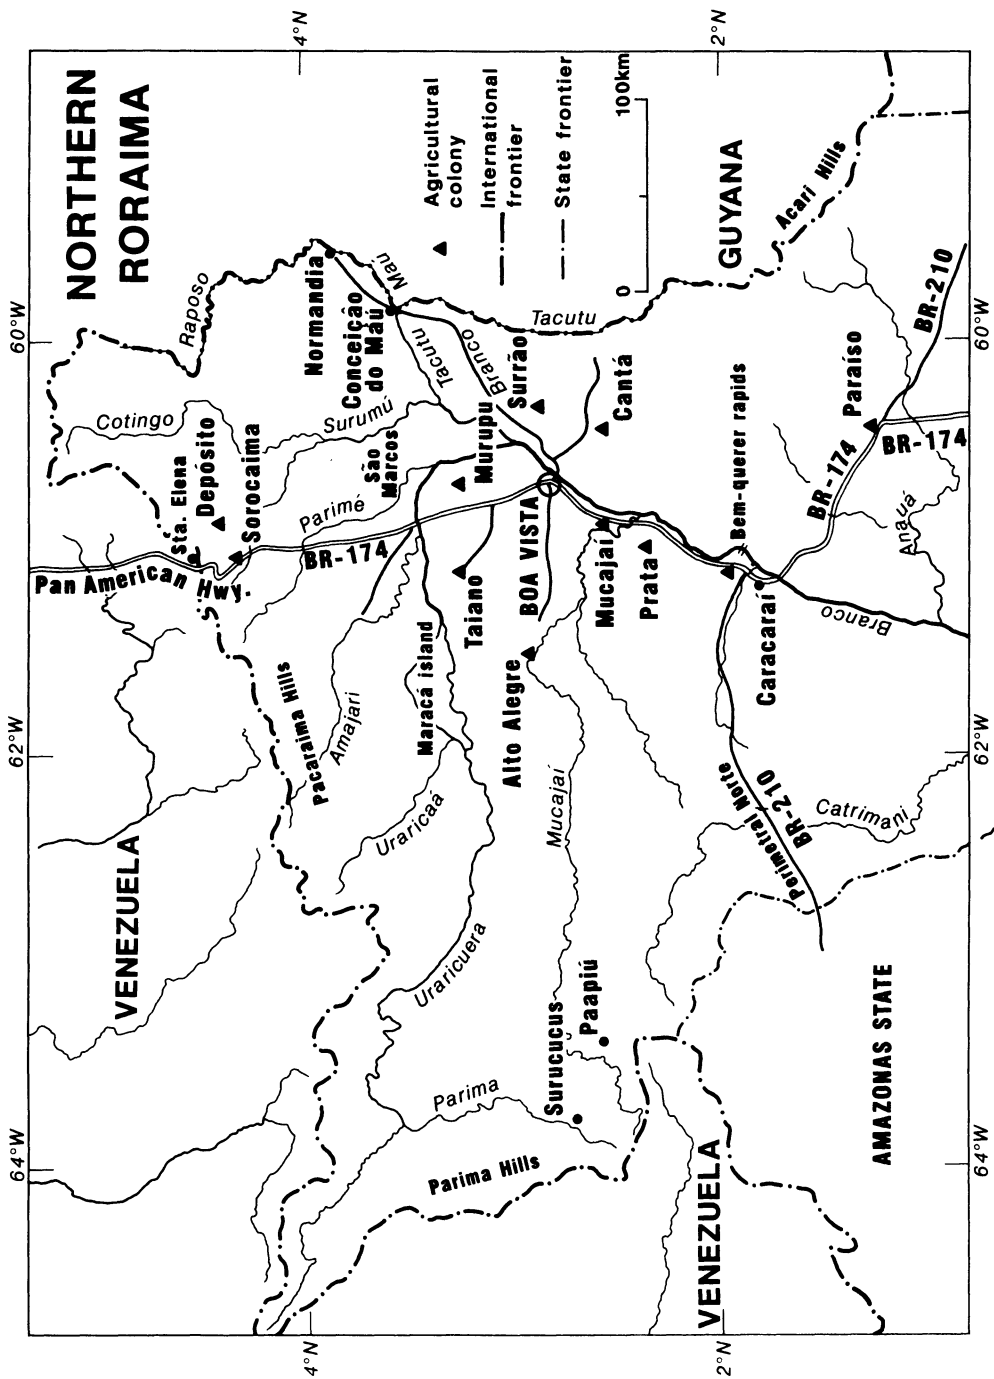 NORTHERN
RORAIMA
64°W
62°W
60°W
4°N
4°N
2°N
2°N
64°W
62°W
60°W
Agricultural
colony
International
frontier
State frontier
0
100km
VENEZUELA
Pan American Hwy.
Sta. Elena
Depósito
Sorocaima
Cotingo
Raposo
Surumú
Parimé
BR-174
São
Marcos
Normandia
Conceição
do Maú
Maú
Tacutu
Branco
Murupu
Surrão
Tacutu
GUYANA
Pacaraima Hills
Amajari
Maracá island
Taiano
BOA VISTA
Cantá
Uraricaá
Uraricuera
Alto Alegre
Mucajaí
Mucajaí
Prata
Bem-querer rapids
Paraíso
BR-174
BR-174
BR-210
Acari Hills
Anauá
Caracaraí
Branco
Parima
Parima Hills
Surucucus
Paapiú
Perimetral Norte
BR-210
Catrimani
VENEZUELA
AMAZONAS STATE